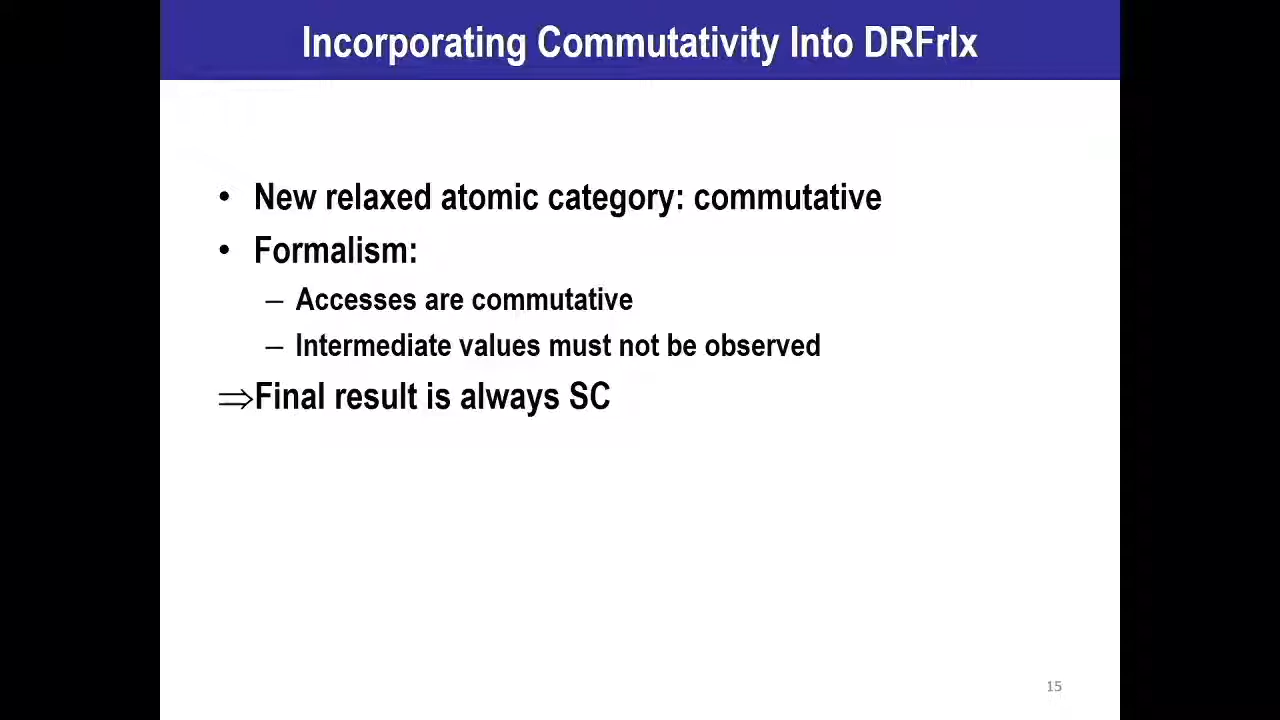 Incorporating Commutativity Into DRFrlx
• New relaxed atomic category: commutative
• Formalism:
– Accesses are commutative
– Intermediate values must not be observed
⇒Final result is always SC
15